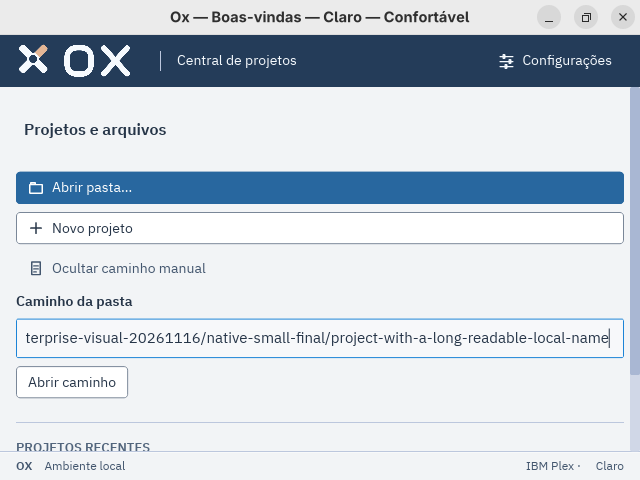 Ox — Boas-vindas — Claro — Confortável
OX Central de projetos Configurações
Projetos e arquivos
Abrir pasta...
Novo projeto
Ocultar caminho manual
Caminho da pasta
terprise-visual-20261116/native-small-final/project-with-a-long-readable-local-name
Abrir caminho
PROJETOS RECENTES
OX Ambiente local IBM Plex · Claro